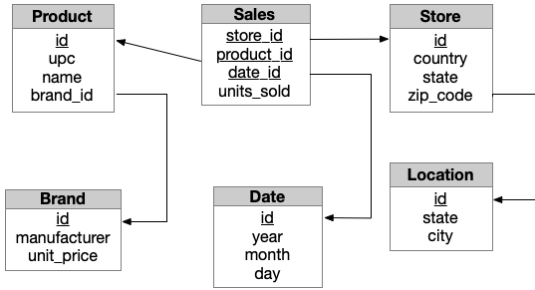 Product
id
upc
name
brand_id
Sales
store_id
product_id
date_id
units_sold
Store
id
country
state
zip_code
Brand
id
manufacturer
unit_price
Date
id
year
month
day
Location
id
state
city